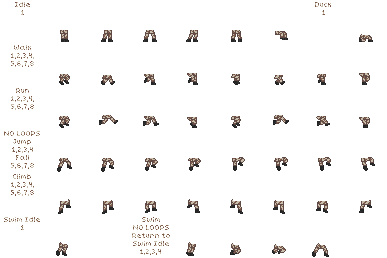 Idle
1
Duck
1
Walk
1,2,3,4,
5,6,7,8
Run
1,2,3,4,
5,6,7,8
NO LOOPS
Jump
1,2,3,4
Fall
5,6,7,8
Climb
1,2,3,4,
5,6,7,8
Swim Idle
1
Swim
NO LOOPS
Return to
Swim Idle
1,2,3,4